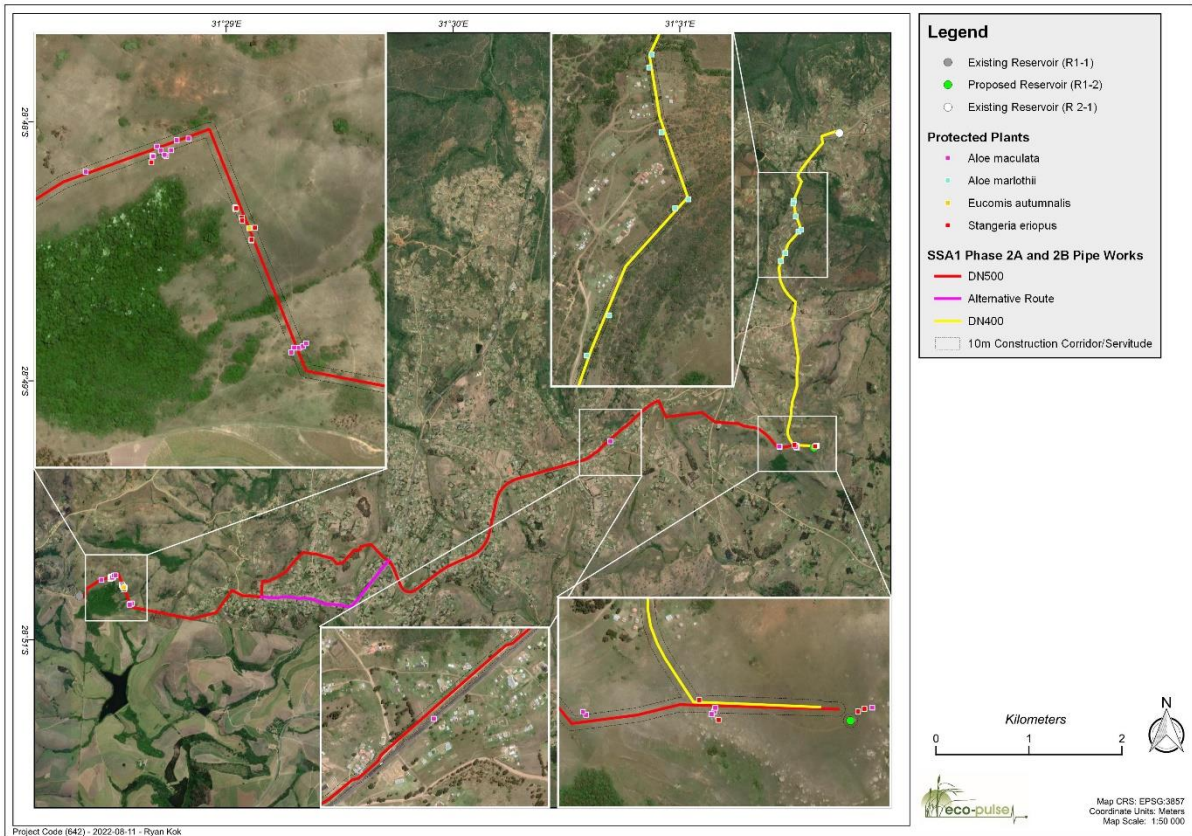 31°29'E
31°30'E
31°31'E
28°48'S
28°49'S
28°51'S
Legend
Existing Reservoir (R1-1)
Proposed Reservoir (R1-2)
Existing Reservoir (R 2-1)
Protected Plants
Aloe maculata
Aloe marlothii
Eucomis autumnalis
Stangeria eriopus
SSA1 Phase 2A and 2B Pipe Works
DN500
Alternative Route
DN400
10m Construction Corridor/Servitude
Kilometers
0 1 2
N
eco-pulse
Map CRS: EPSG:3857
Coordinate Units: Meters
Map Scale: 1:50 000
Project Code (642) - 2022-08-11 - Ryan Kok